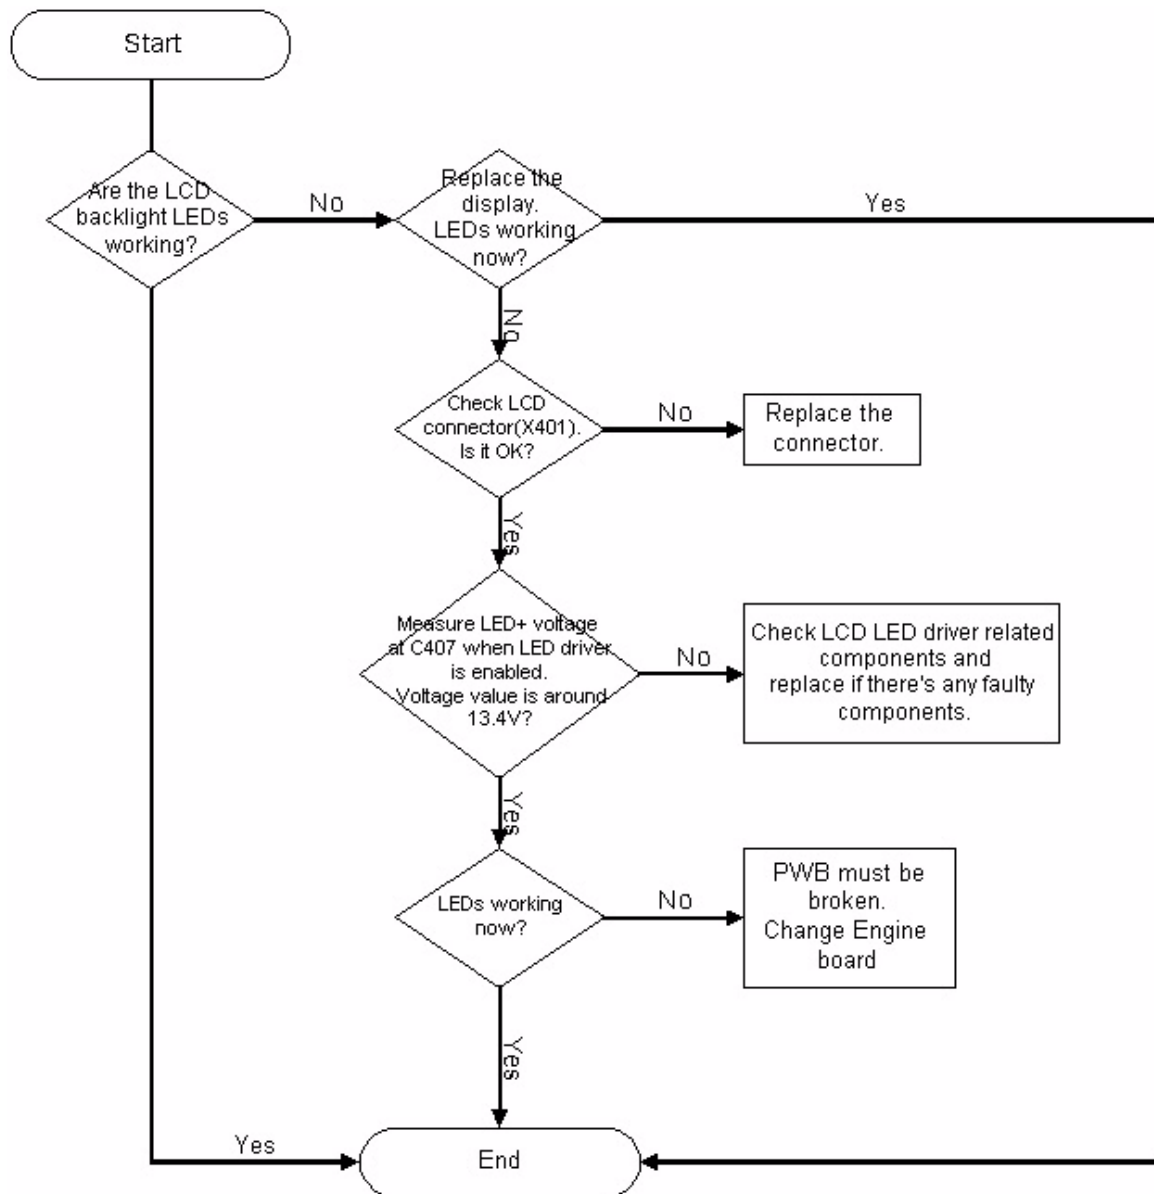 Start
Are the LCD
backlight LEDs
working?
No
Replace the
display.
LEDs working
now?
Yes
No
Check LCD
connector(X401).
Is it OK?
No
Replace the
connector.
Yes
Measure LED+ voltage
at C407 when LED driver
is enabled.
Voltage value is around
13.4V?
No
Check LCD LED driver related
components and
replace if there's any faulty
components.
Yes
LEDs working
now?
No
PWB must be
broken.
Change Engine
board
Yes
Yes
End